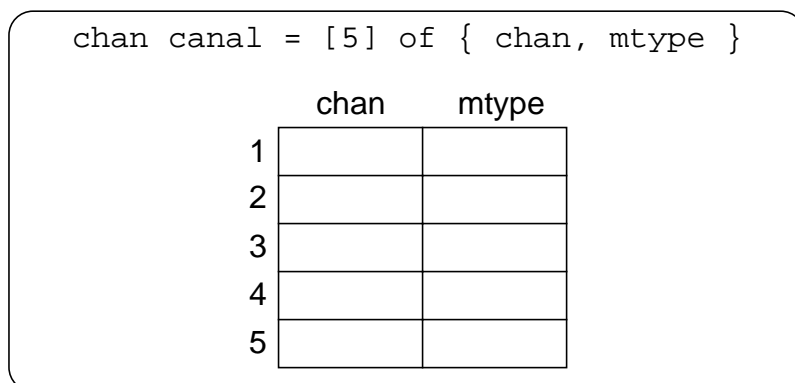 chan canal = [5] of { chan, mtype }
chan mtype
1
2
3
4
5